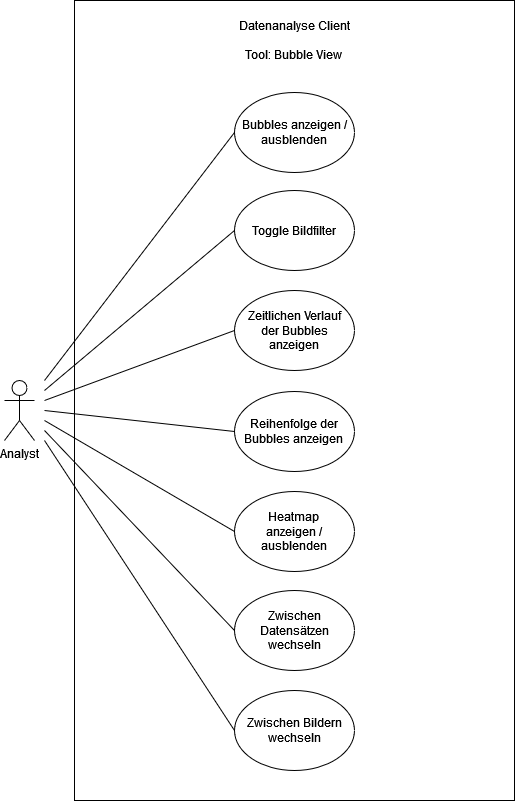 Datenanalyse Client
Tool: Bubble View
Bubbles anzeigen /
ausblenden
Toggle Bildfilter
Zeitlichen Verlauf
der Bubbles
anzeigen
Reihenfolge der
Bubbles anzeigen
Analyst
Heatmap
anzeigen /
ausblenden
Zwischen
Datensätzen
wechseln
Zwischen Bildern
wechseln